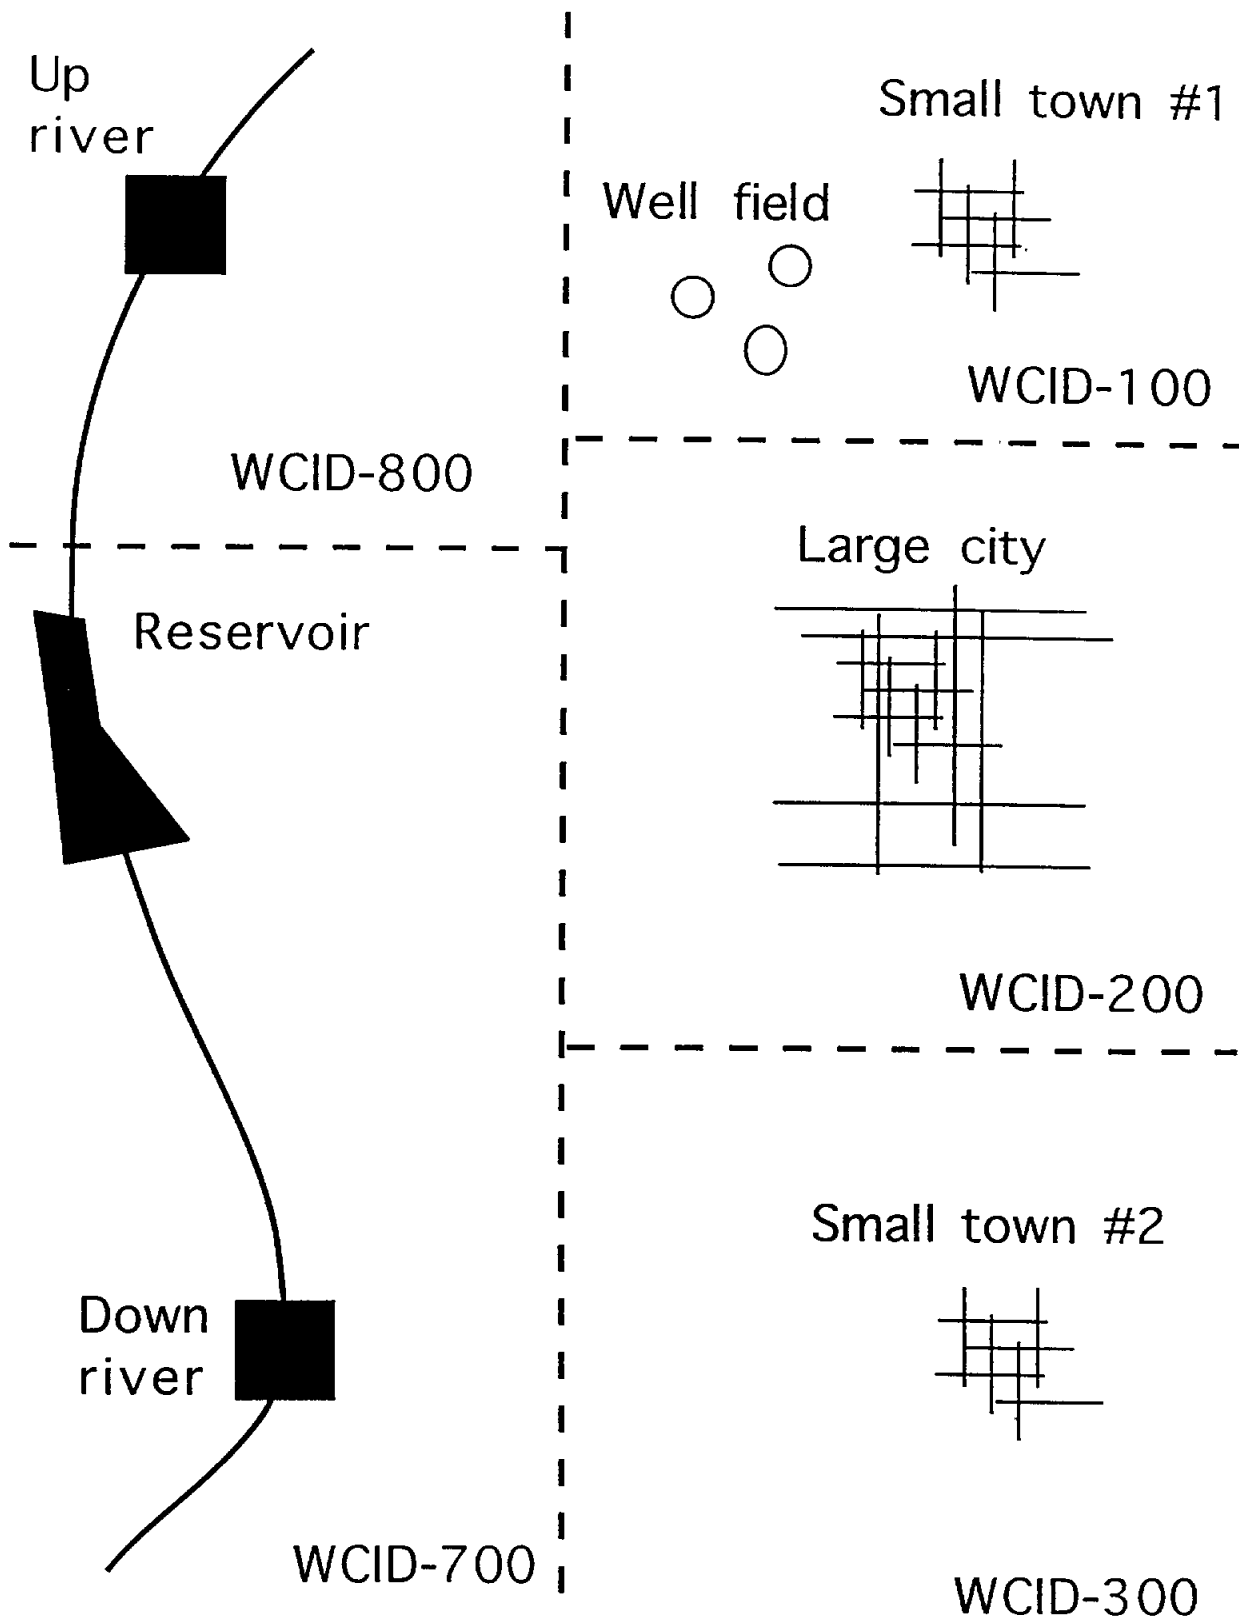 Up
river
Small town #1
Well field
WCID-100
WCID-800
Large city
Reservoir
WCID-200
Small town #2
Down
river
WCID-700
WCID-300